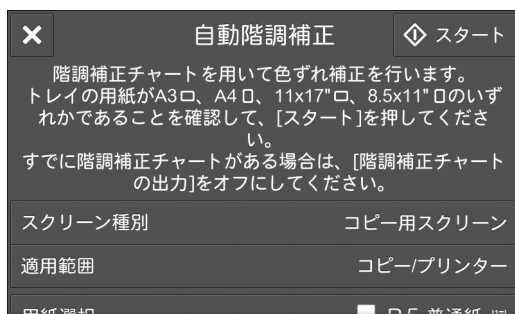 自動階調補正
スタート
階調補正チャートを用いて色ずれ補正を行います。
トレイの用紙がA3▭、A4▯、11x17"▭、8.5x11"▯のいず
れかであることを確認して、[スタート]を押してくださ
い。
すでに階調補正チャートがある場合は、[階調補正チャート
の出力]をオフにしてください。
スクリーン種別 コピー用スクリーン
適用範囲 コピー/プリンター